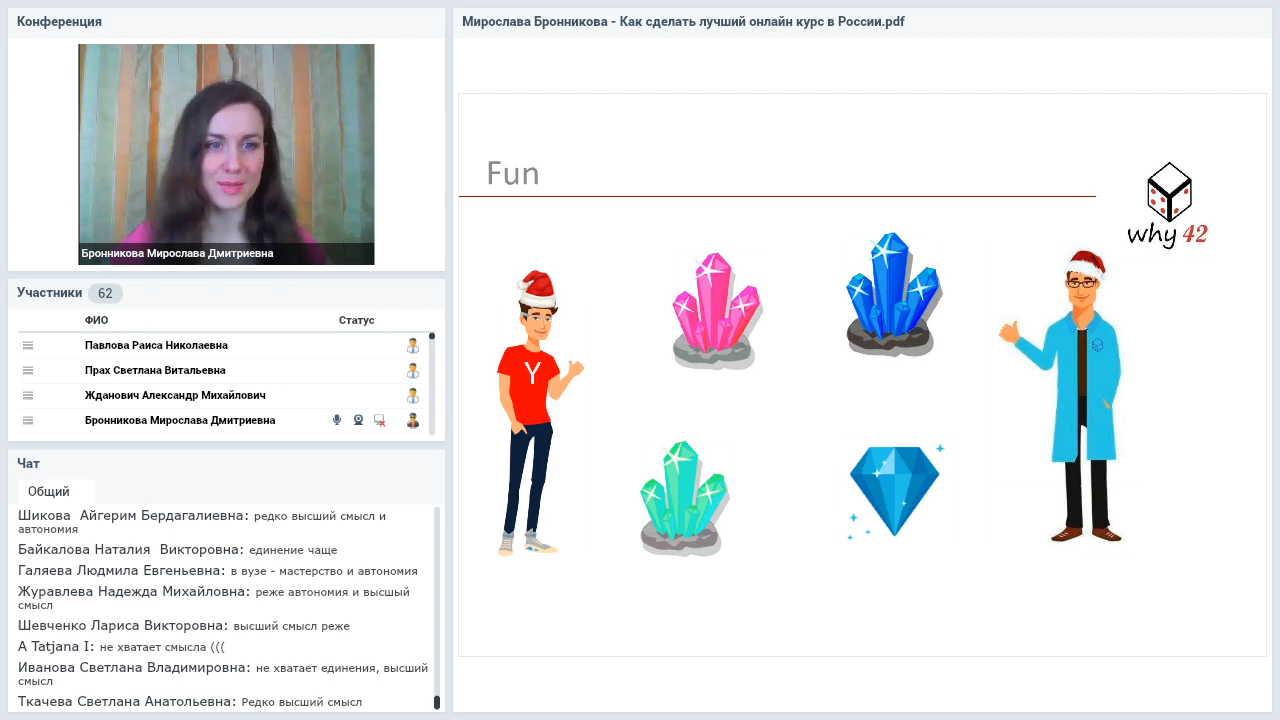 Конференция
Бронникова Мирослава Дмитриевна
Участники 62
ФИО Статус
Павлова Раиса Николаевна
Прах Светлана Витальевна
Жданович Александр Михайлович
Бронникова Мирослава Дмитриевна
Чат
Общий
Шикова Айгерим Бердагалиевна: редко высший смысл и
автономия
Байкалова Наталия Викторовна: единение чаще
Галяева Людмила Евгеньевна: в вузе - мастерство и автономия
Журавлева Надежда Михайловна: реже автономия и высшый
смысл
Шевченко Лариса Викторовна: высший смысл реже
A Tatjana I: не хватает смысла (((
Иванова Светлана Владимировна: не хватает единения, высший
смысл
Ткачева Светлана Анатольевна: Редко высший смысл
Мирослава Бронникова - Как сделать лучший онлайн курс в России.pdf
Fun
why 42
Y